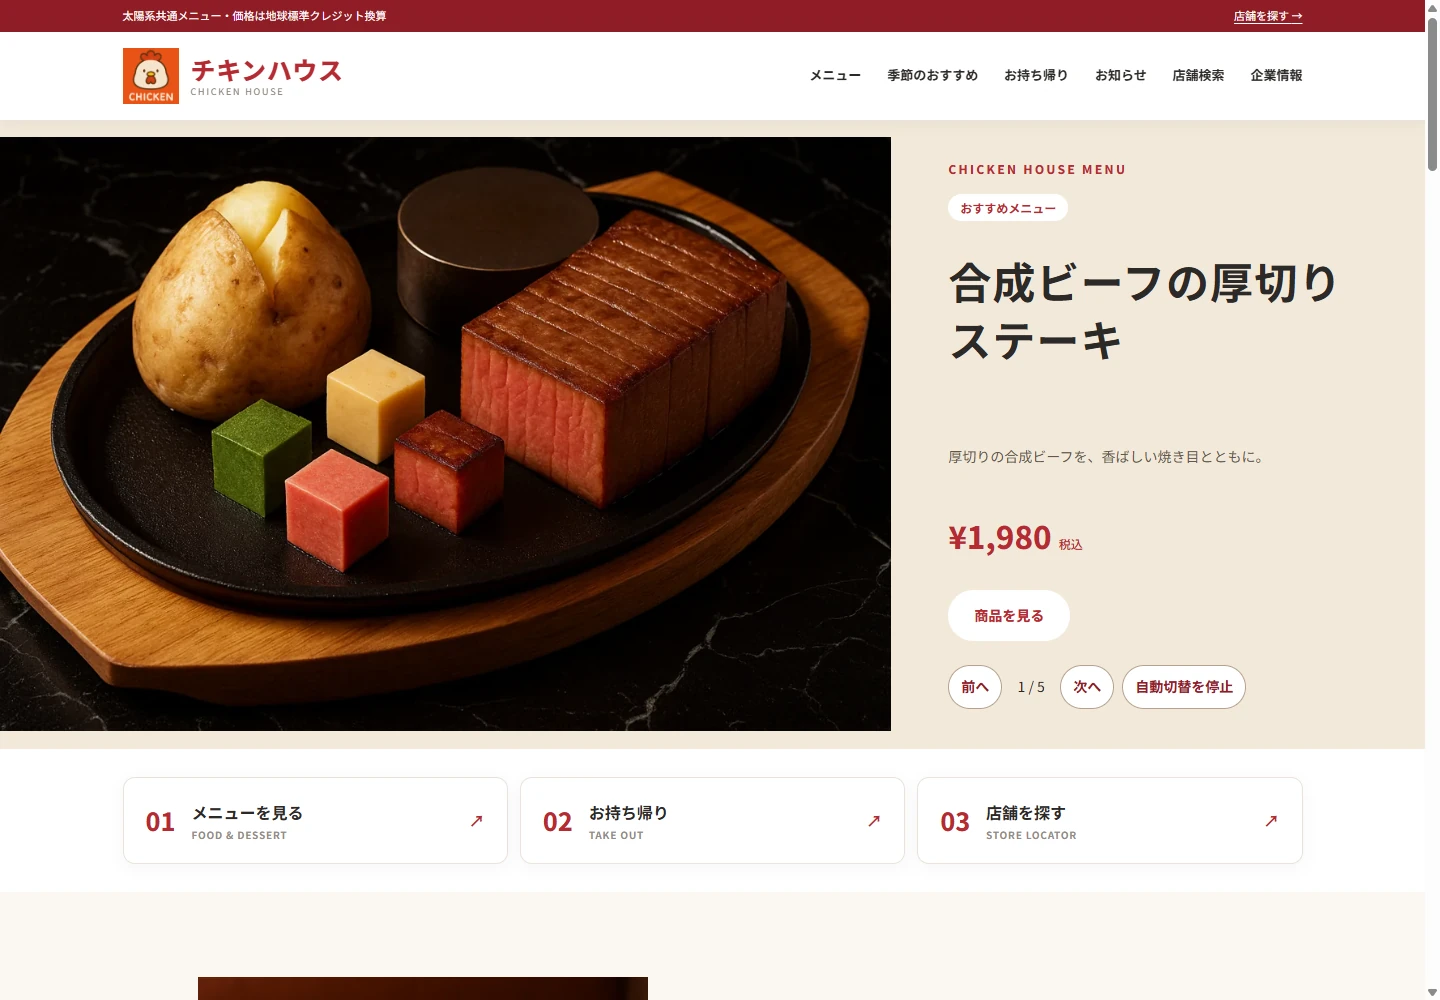 太陽系共通メニュー・価格は地球標準クレジット換算
店舗を探す →
CHICKEN
チキンハウス
CHICKEN HOUSE
メニュー
季節のおすすめ
お持ち帰り
お知らせ
店舗検索
企業情報
CHICKEN HOUSE MENU
おすすめメニュー
合成ビーフの厚切り
ステーキ
厚切りの合成ビーフを、香ばしい焼き目とともに。
¥1,980 税込
商品を見る
前へ
1 / 5
次へ
自動切替を停止
01
メニューを見る
FOOD & DESSERT
↗
02
お持ち帰り
TAKE OUT
↗
03
店舗を探す
STORE LOCATOR
↗